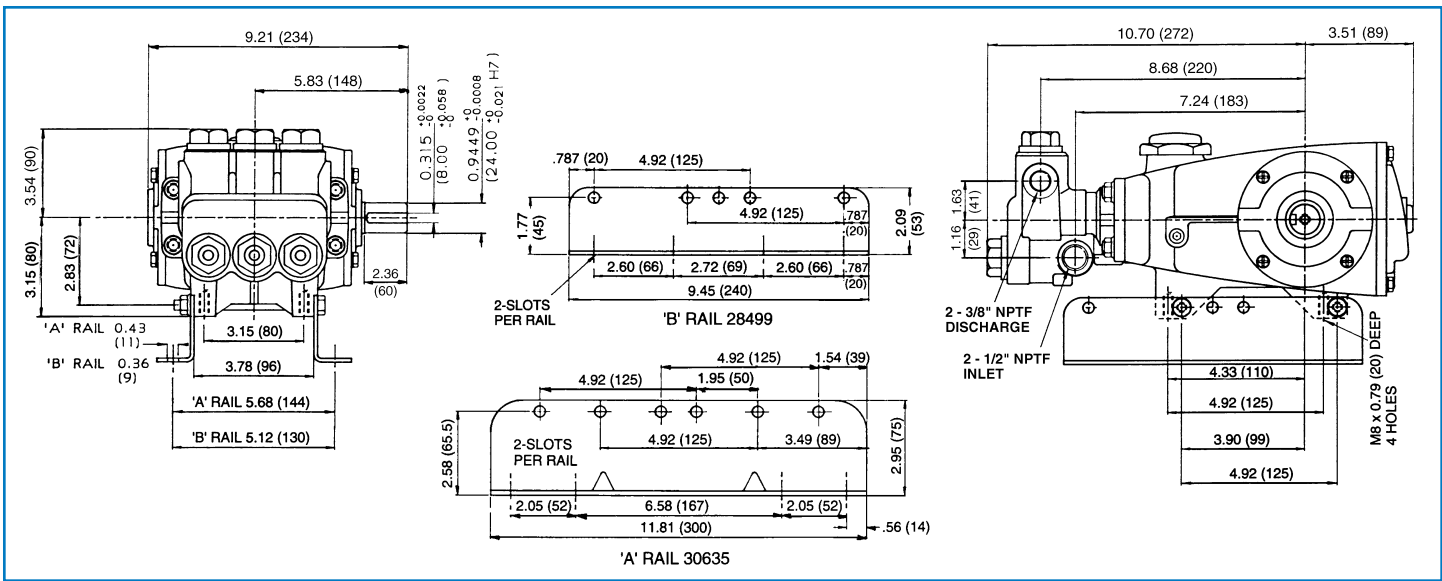 9.21 (234)
5.83 (148)
0.315 +0 -0.0022
(8.00 +0 -0.058 )
0.9449 +0 -0.0008
(24.00 +0 -0.021 H7)
3.54 (90)
3.15 (80)
2.83 (72)
2.36
(60)
'A' RAIL 0.43
(11)
'B' RAIL 0.36
(9)
3.15 (80)
3.78 (96)
'A' RAIL 5.68 (144)
'B' RAIL 5.12 (130)
.787 (20)
4.92 (125)
1.77
(45)
4.92 (125)
.787
(20)
2.09
(53)
2.60 (66)
2.72 (69)
2.60 (66)
.787
(20)
9.45 (240)
2-SLOTS
PER RAIL
'B' RAIL 28499
4.92 (125)
1.54 (39)
4.92 (125)
1.95 (50)
2.58 (65.5)
2-SLOTS
PER RAIL
4.92 (125)
3.49 (89)
2.95 (75)
2.05 (52)
6.58 (167)
2.05 (52)
11.81 (300)
.56 (14)
'A' RAIL 30635
10.70 (272)
3.51 (89)
8.68 (220)
7.24 (183)
1.63
(41)
1.16
(29)
2 - 3/8" NPTF
DISCHARGE
2 - 1/2" NPTF
INLET
4.33 (110)
4.92 (125)
3.90 (99)
4.92 (125)
M8 x 0.79 (20) DEEP
4 HOLES